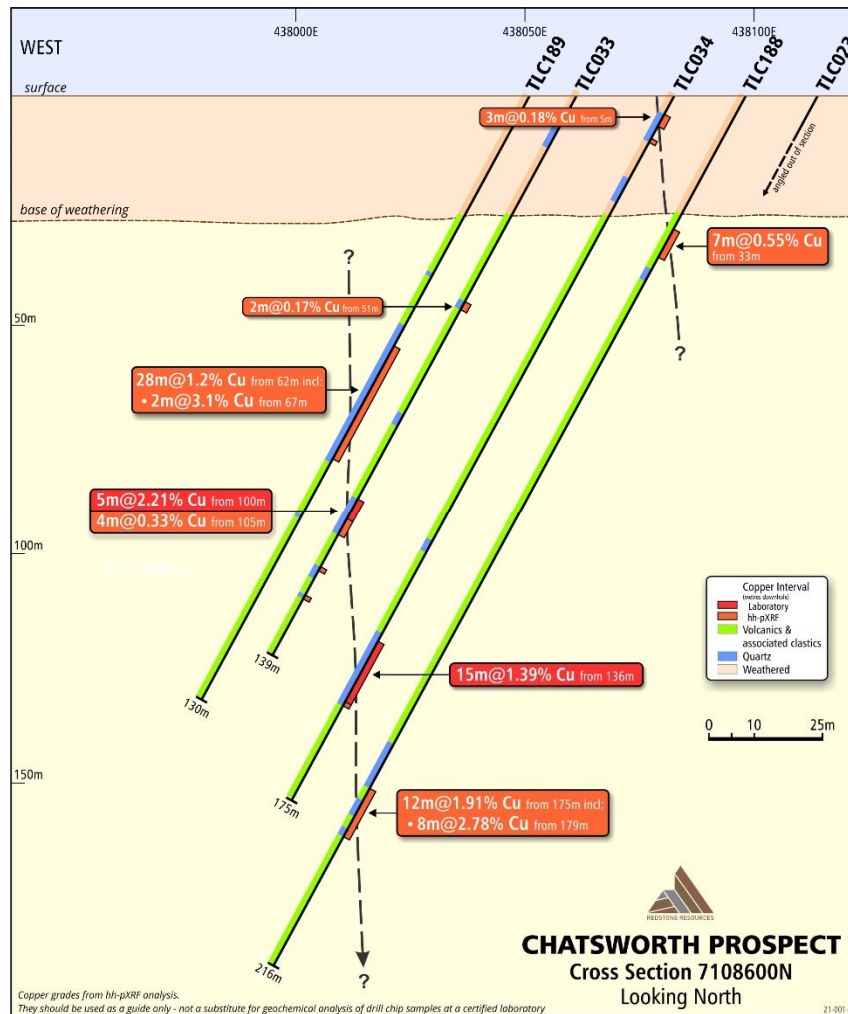 438000E
438050E
438100E
WEST
TLC189
TLC033
TLC034
TLC188
TLC023
surface
3m@0.18% Cu from 5m
angled out of section
base of weathering
7m@0.55% Cu
from 33m
?
2m@0.17% Cu from 51m
50m
?
28m@1.2% Cu from 62m incl:
• 2m@3.1% Cu from 67m
5m@2.21% Cu from 100m
4m@0.33% Cu from 105m
100m
Copper Interval
(metres downhole)
Laboratory
hh-pXRF
Volcanics &
associated clastics
Quartz
Weathered
139m
15m@1.39% Cu from 136m
130m
0 10 25m
150m
175m
12m@1.91% Cu from 175m incl:
• 8m@2.78% Cu from 179m
REDSTONE RESOURCES
CHATSWORTH PROSPECT
Cross Section 7108600N
Looking North
216m
?
Copper grades from hh-pXRF analysis.
They should be used as a guide only - not a substitute for geochemical analysis of drill chip samples at a certified laboratory
21-001-